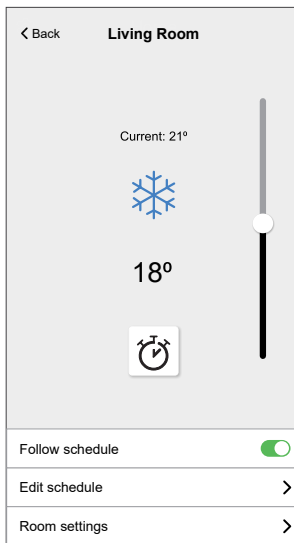 Back Living Room
Current: 21º
18º
Follow schedule
Edit schedule
Room settings